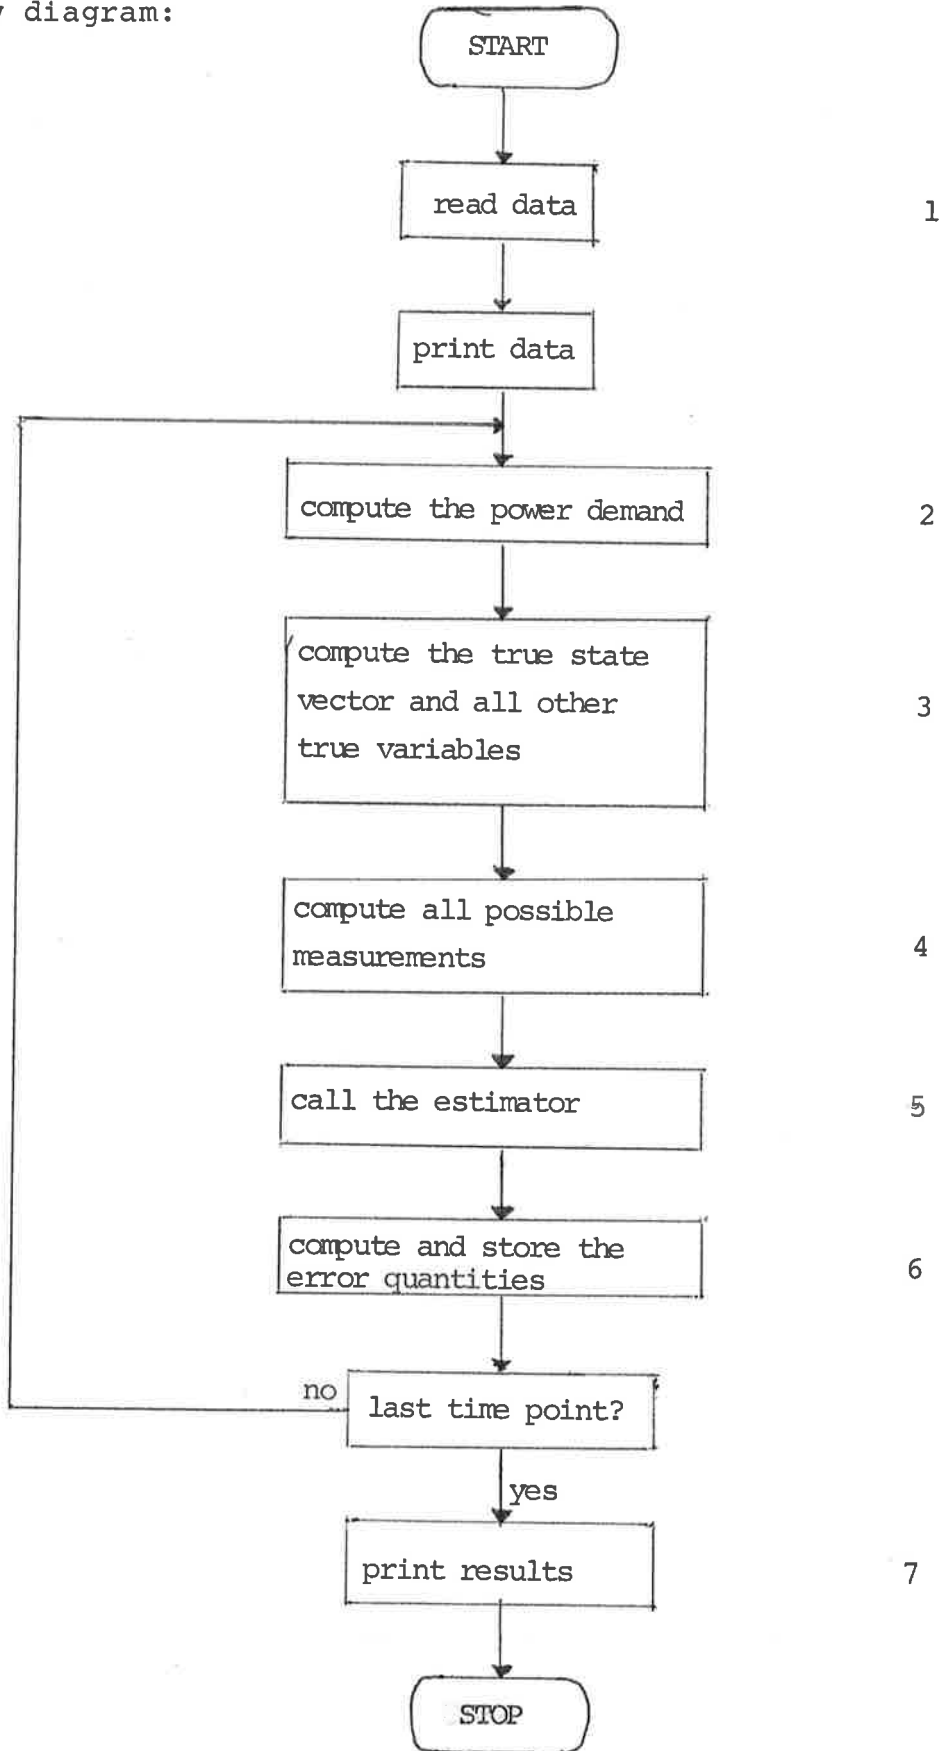 diagram:
START
read data
1
print data
compute the power demand
2
compute the true state
vector and all other
true variables
3
compute all possible
measurements
4
call the estimator
5
compute and store the
error quantities
6
no
last time point?
yes
print results
7
STOP